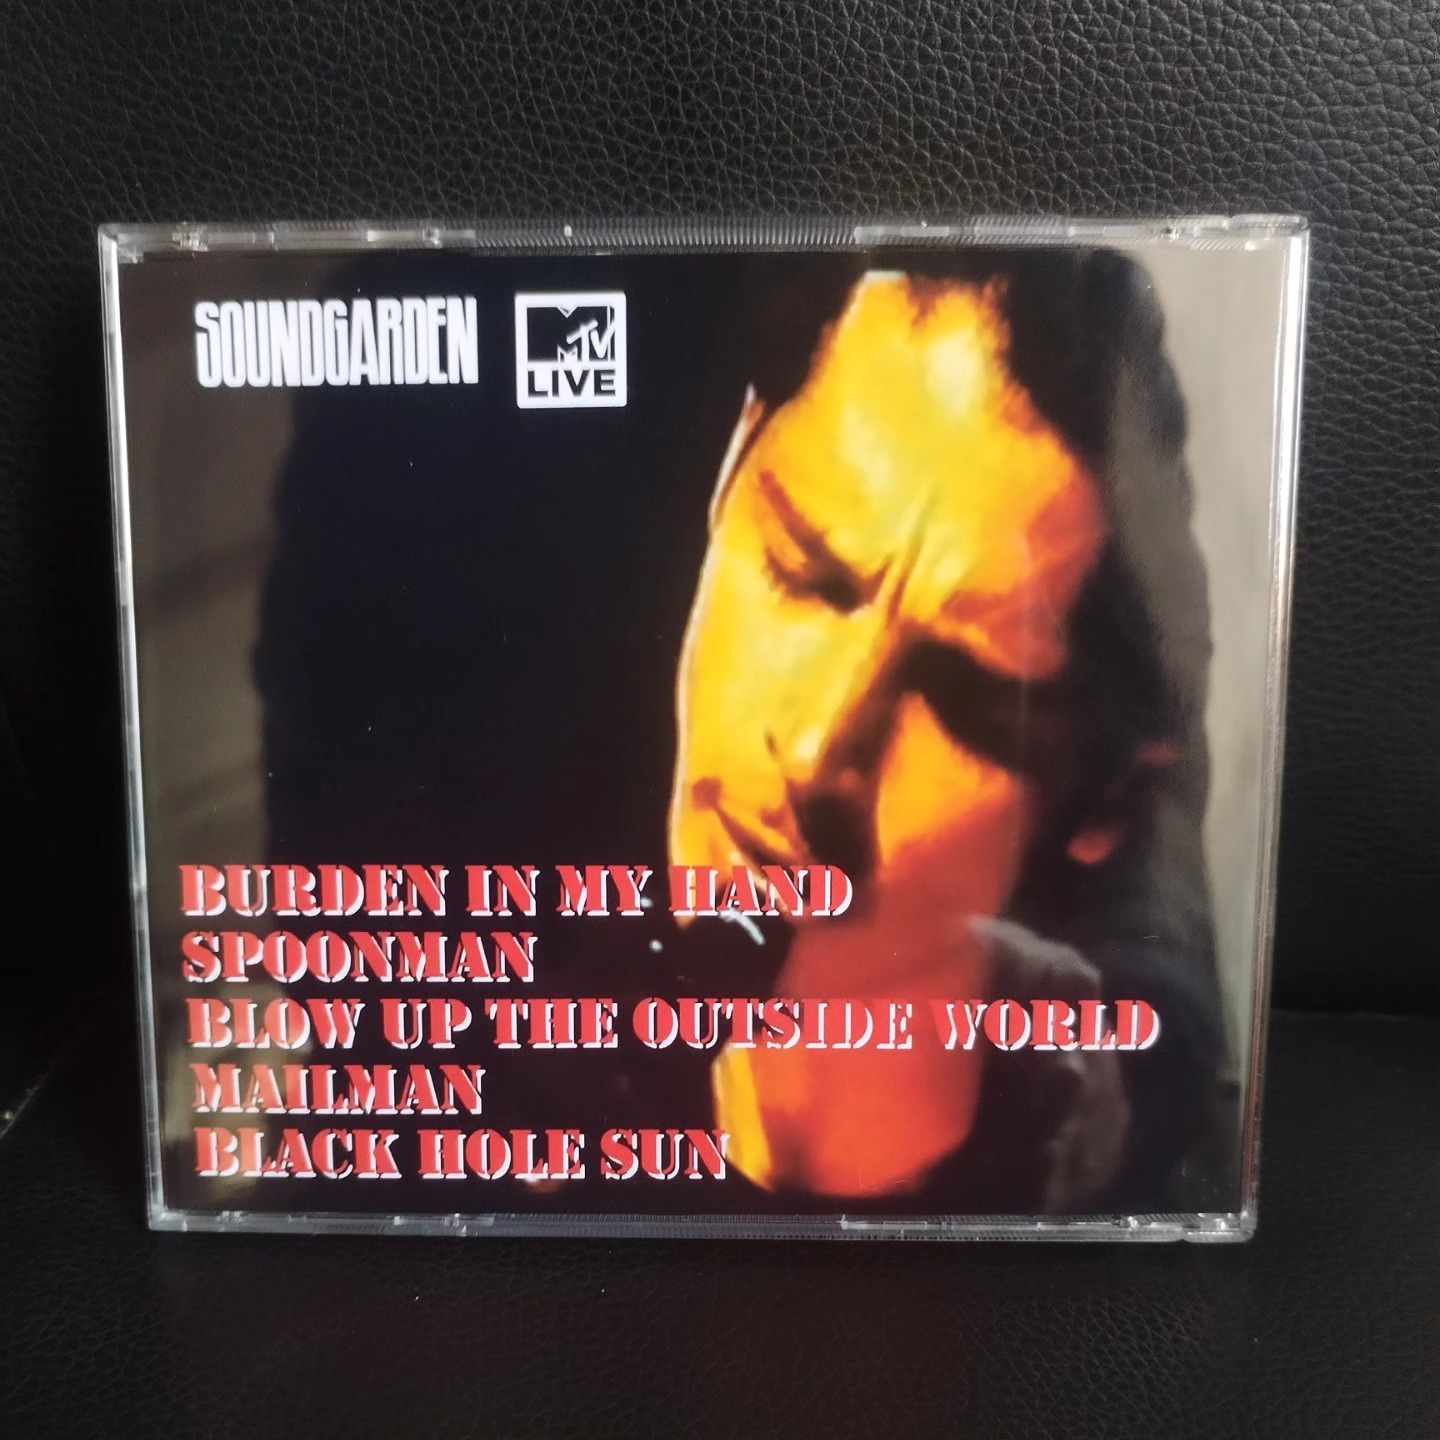 SOUNDGARDEN
MTV
LIVE
BURDEN IN MY HAND
SPOONMAN
BLOW UP THE OUTSIDE WORLD
MAILMAN
BLACK HOLE SUN